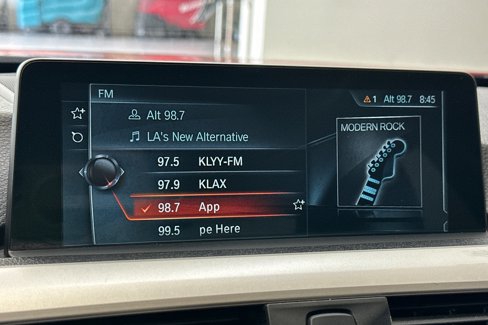 FM
1 Alt 98.7 8:45
Alt 98.7
LA's New Alternative
MODERN ROCK
97.5 KLYY-FM
97.9 KLAX
98.7 App
99.5 pe Here